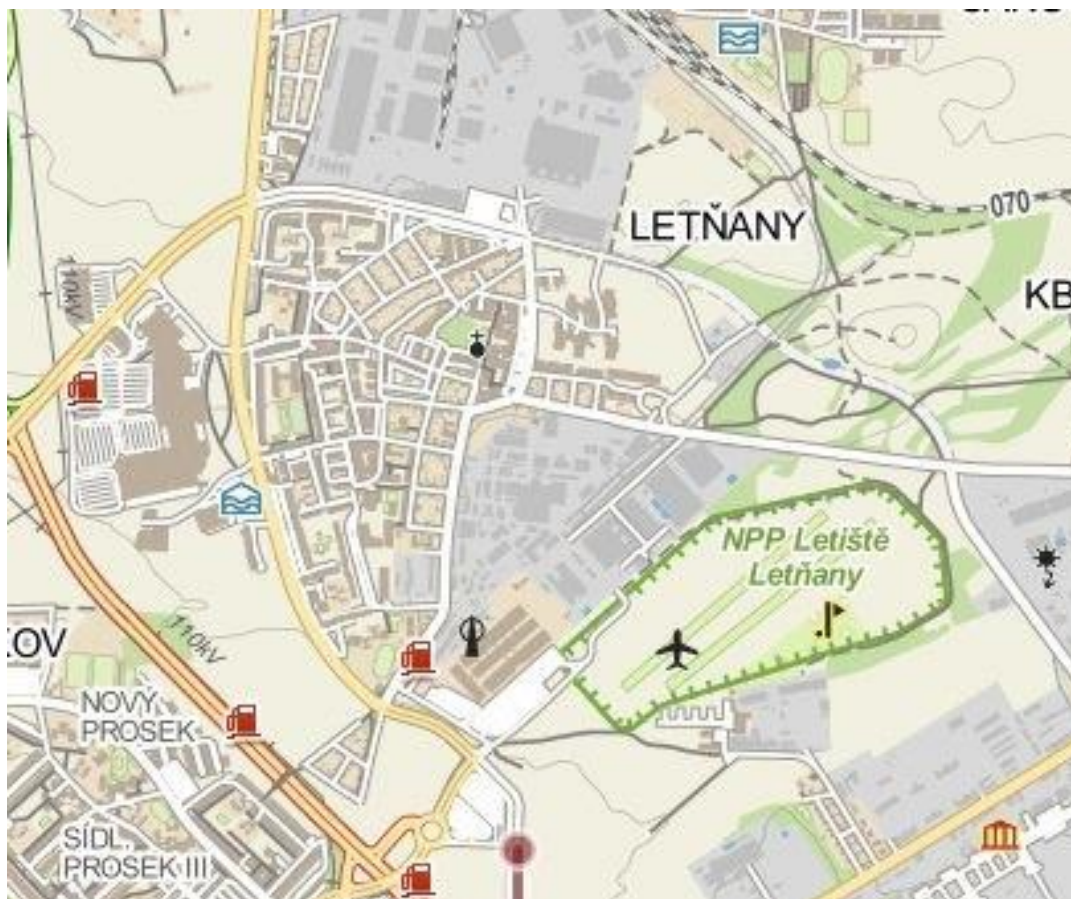 LETŇANY
070
KB
110kV
NPP Letiště
Letňany
110kV
KOV
NOVÝ
PROSEK
SÍDL.
PROSEK III